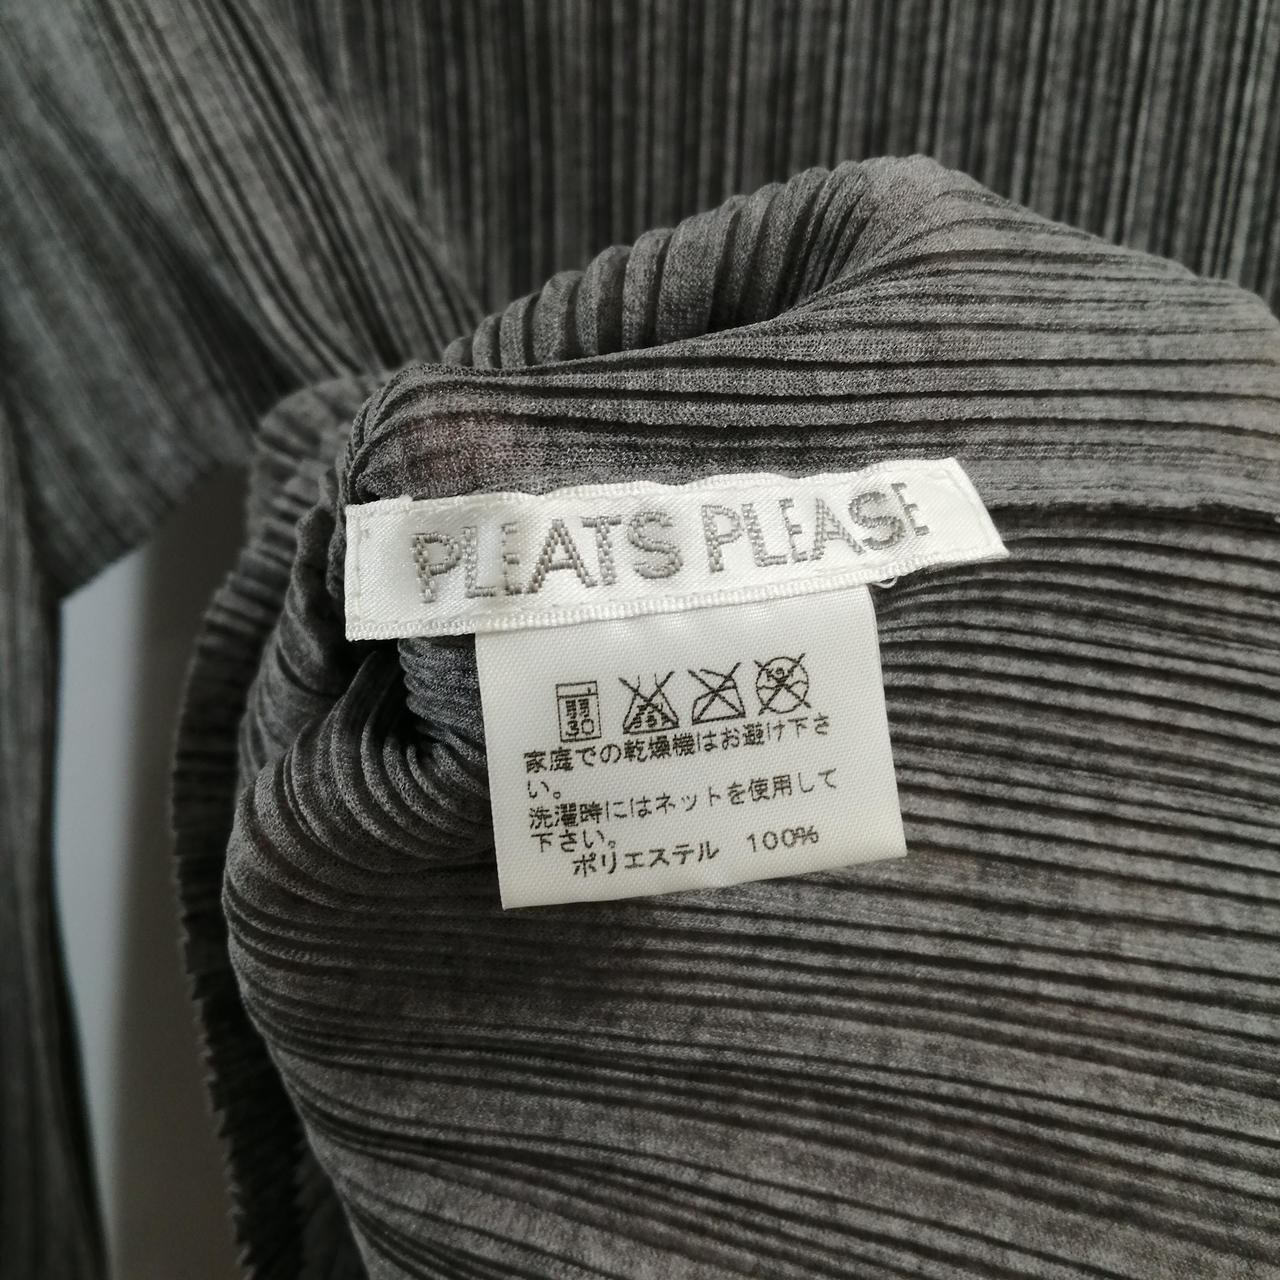 PLEATS PLEASE
弱
30
家庭での乾燥機はお避け下さ
い。
洗濯時にはネットを使用して
下さい。
ポリエステル 100%